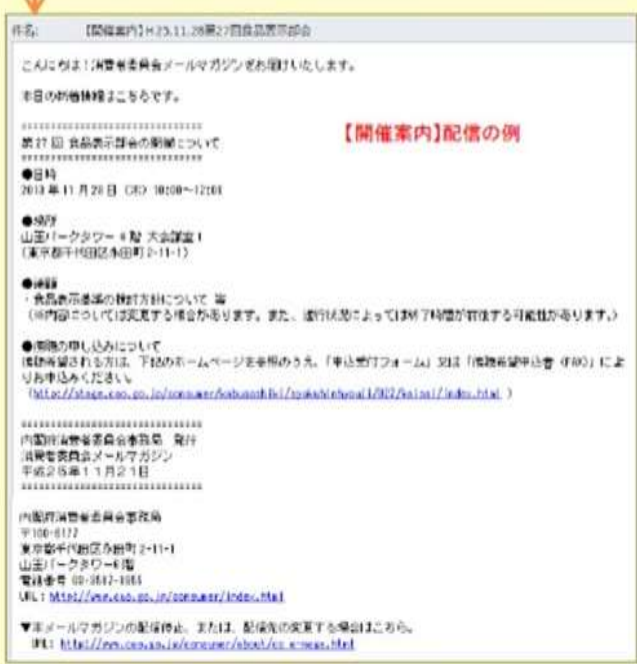 件名: 【開催案内】H25.11.28第27回食品表示部会
こんにちは！消費者委員会メールマガジンをお届けいたします。
本日の新着情報はこちらです。
******************************
第27回 食品表示部会の開催について
******************************
【開催案内】配信の例
●日時
2013年11月28日（木）10:00～12:00
●場所
山王パークタワー 6階 大会議室1
（東京都千代田区永田町2-11-1）
●議題
・食品表示基準の検討方針について 等
（※内容については変更する場合があります。また、進行状況によっては終了時間が前後する可能性があります。）
●傍聴の申し込みについて
傍聴希望される方は、下記のホームページを参照のうえ、「申込受付フォーム」又は「傍聴希望申込書（FAX）」によ
りお申込みください。
******************************
内閣府消費者委員会事務局 発行
消費者委員会メールマガジン
平成25年11月21日
******************************
内閣府消費者委員会事務局
〒100-6177
東京都千代田区永田町2-11-1
山王パークタワー6階
電話番号
URL: http://www.cao.go.jp/consumer/index.html
▼本メールマガジンの配信停止、または、配信先の変更する場合はこちら。